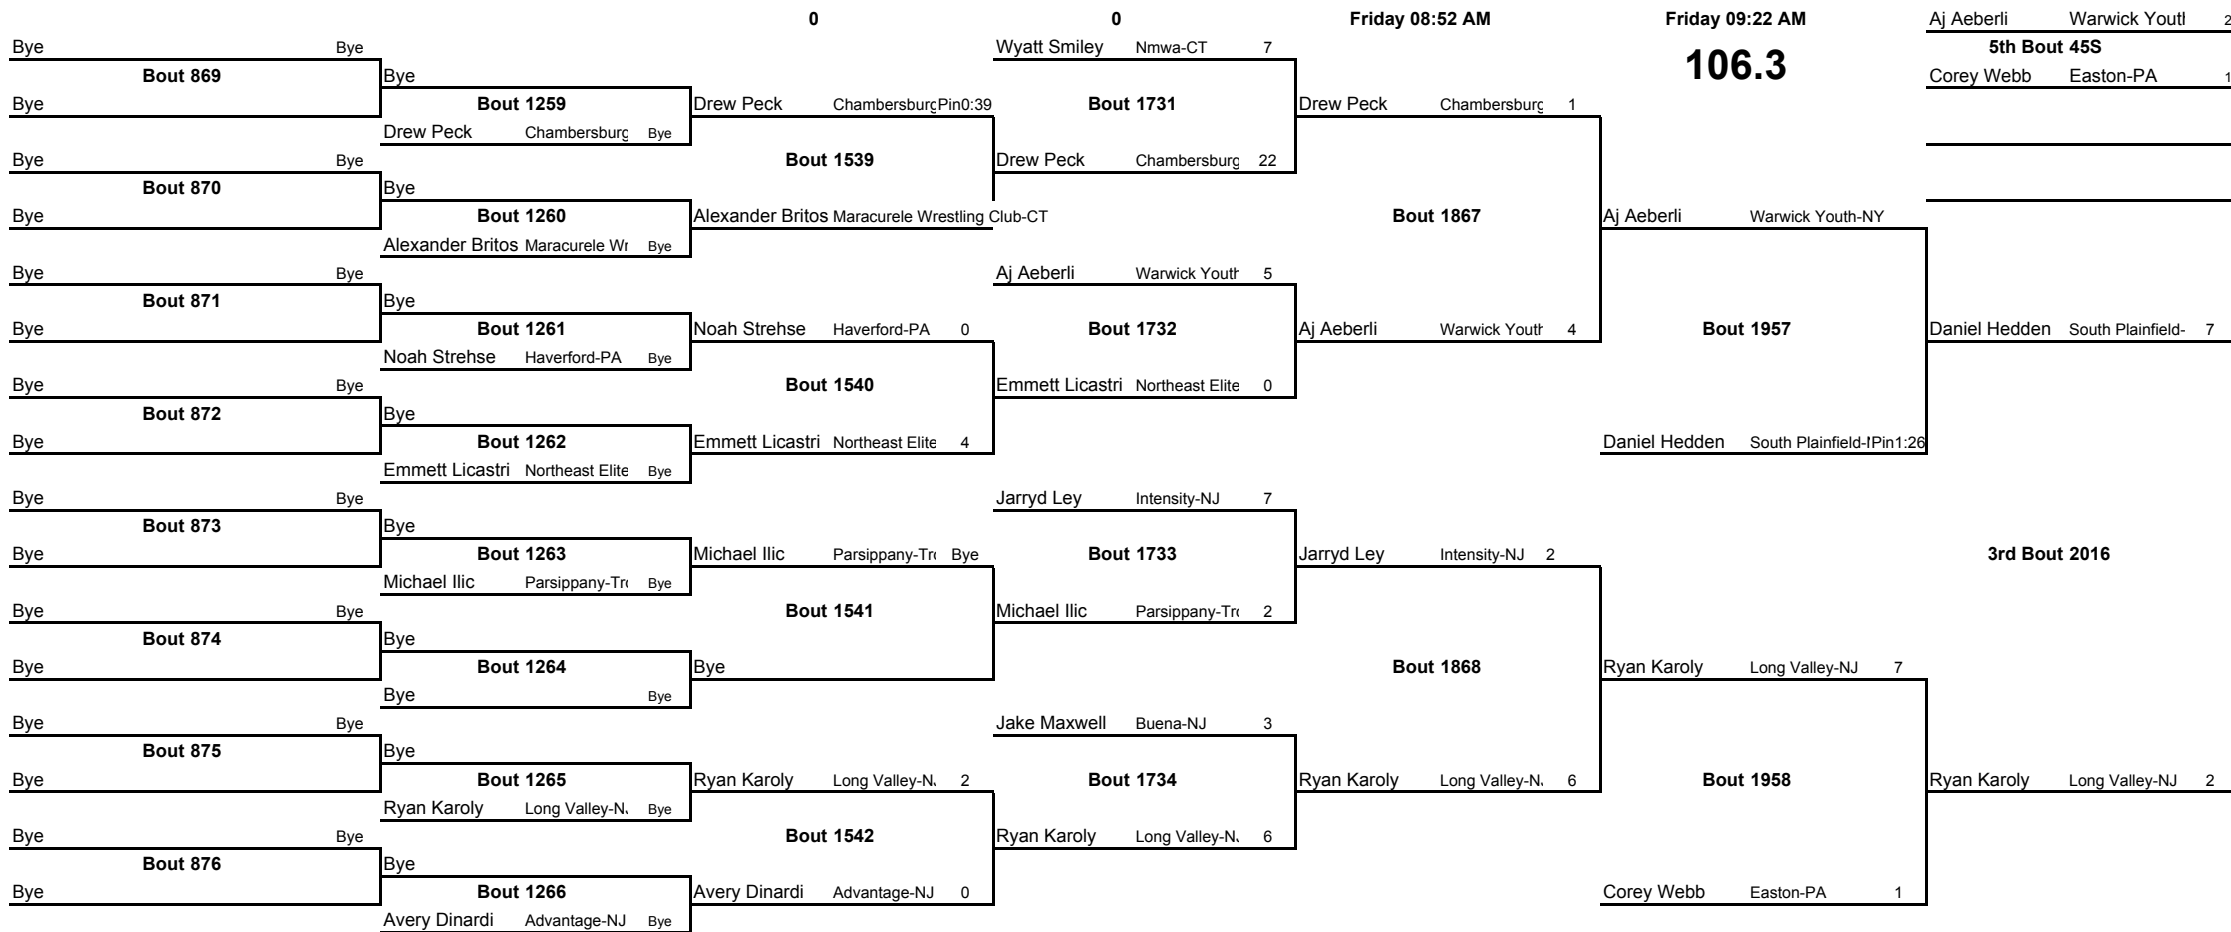 0 0 Friday 08:52 AM Friday 09:22 AM Aj Aeberli Warwick Youtl 2
Bye Bye Wyatt Smiley Nmwa-CT 7 5th Bout 45S
106.3
Bout 869 Bye Corey Webb Easton-PA 1
Bye Bout 1259 Drew Peck Chambersburg Pin0:39 Bout 1731 Drew Peck Chambersburg 1
Drew Peck Chambersburg Bye
Bye Bye Bout 1539 Drew Peck Chambersburg 22
Bout 870 Bye
Bye Bout 1260 Alexander Britos Maracurele Wrestling Club-CT Bout 1867 Aj Aeberli Warwick Youth-NY
Alexander Britos Maracurele Wr Bye
Bye Bye Aj Aeberli Warwick Youth 5
Bout 871 Bye
Bye Bout 1261 Noah Strehse Haverford-PA 0 Bout 1732 Aj Aeberli Warwick Youth 4 Bout 1957 Daniel Hedden South Plainfield- 7
Noah Strehse Haverford-PA Bye
Bye Bye Bout 1540 Emmett Licastri Northeast Elite 0
Bout 872 Bye
Bye Bout 1262 Emmett Licastri Northeast Elite 4 Daniel Hedden South Plainfield- Pin1:26
Emmett Licastri Northeast Elite Bye
Bye Bye Jarryd Ley Intensity-NJ 7
Bout 873 Bye
Bye Bout 1263 Michael Ilic Parsippany-Tro Bye Bout 1733 Jarryd Ley Intensity-NJ 2 3rd Bout 2016
Michael Ilic Parsippany-Tro Bye
Bye Bye Bout 1541 Michael Ilic Parsippany-Tro 2
Bout 874 Bye
Bye Bout 1264 Bye Bout 1868 Ryan Karoly Long Valley-NJ 7
Bye Bye
Bye Bye Jake Maxwell Buena-NJ 3
Bout 875 Bye
Bye Bout 1265 Ryan Karoly Long Valley-N. 2 Bout 1734 Ryan Karoly Long Valley-N. 6 Bout 1958 Ryan Karoly Long Valley-NJ 2
Ryan Karoly Long Valley-N. Bye
Bye Bye Bout 1542 Ryan Karoly Long Valley-N. 6
Bout 876 Bye
Bye Bout 1266 Avery Dinardi Advantage-NJ 0 Corey Webb Easton-PA 1
Avery Dinardi Advantage-NJ Bye